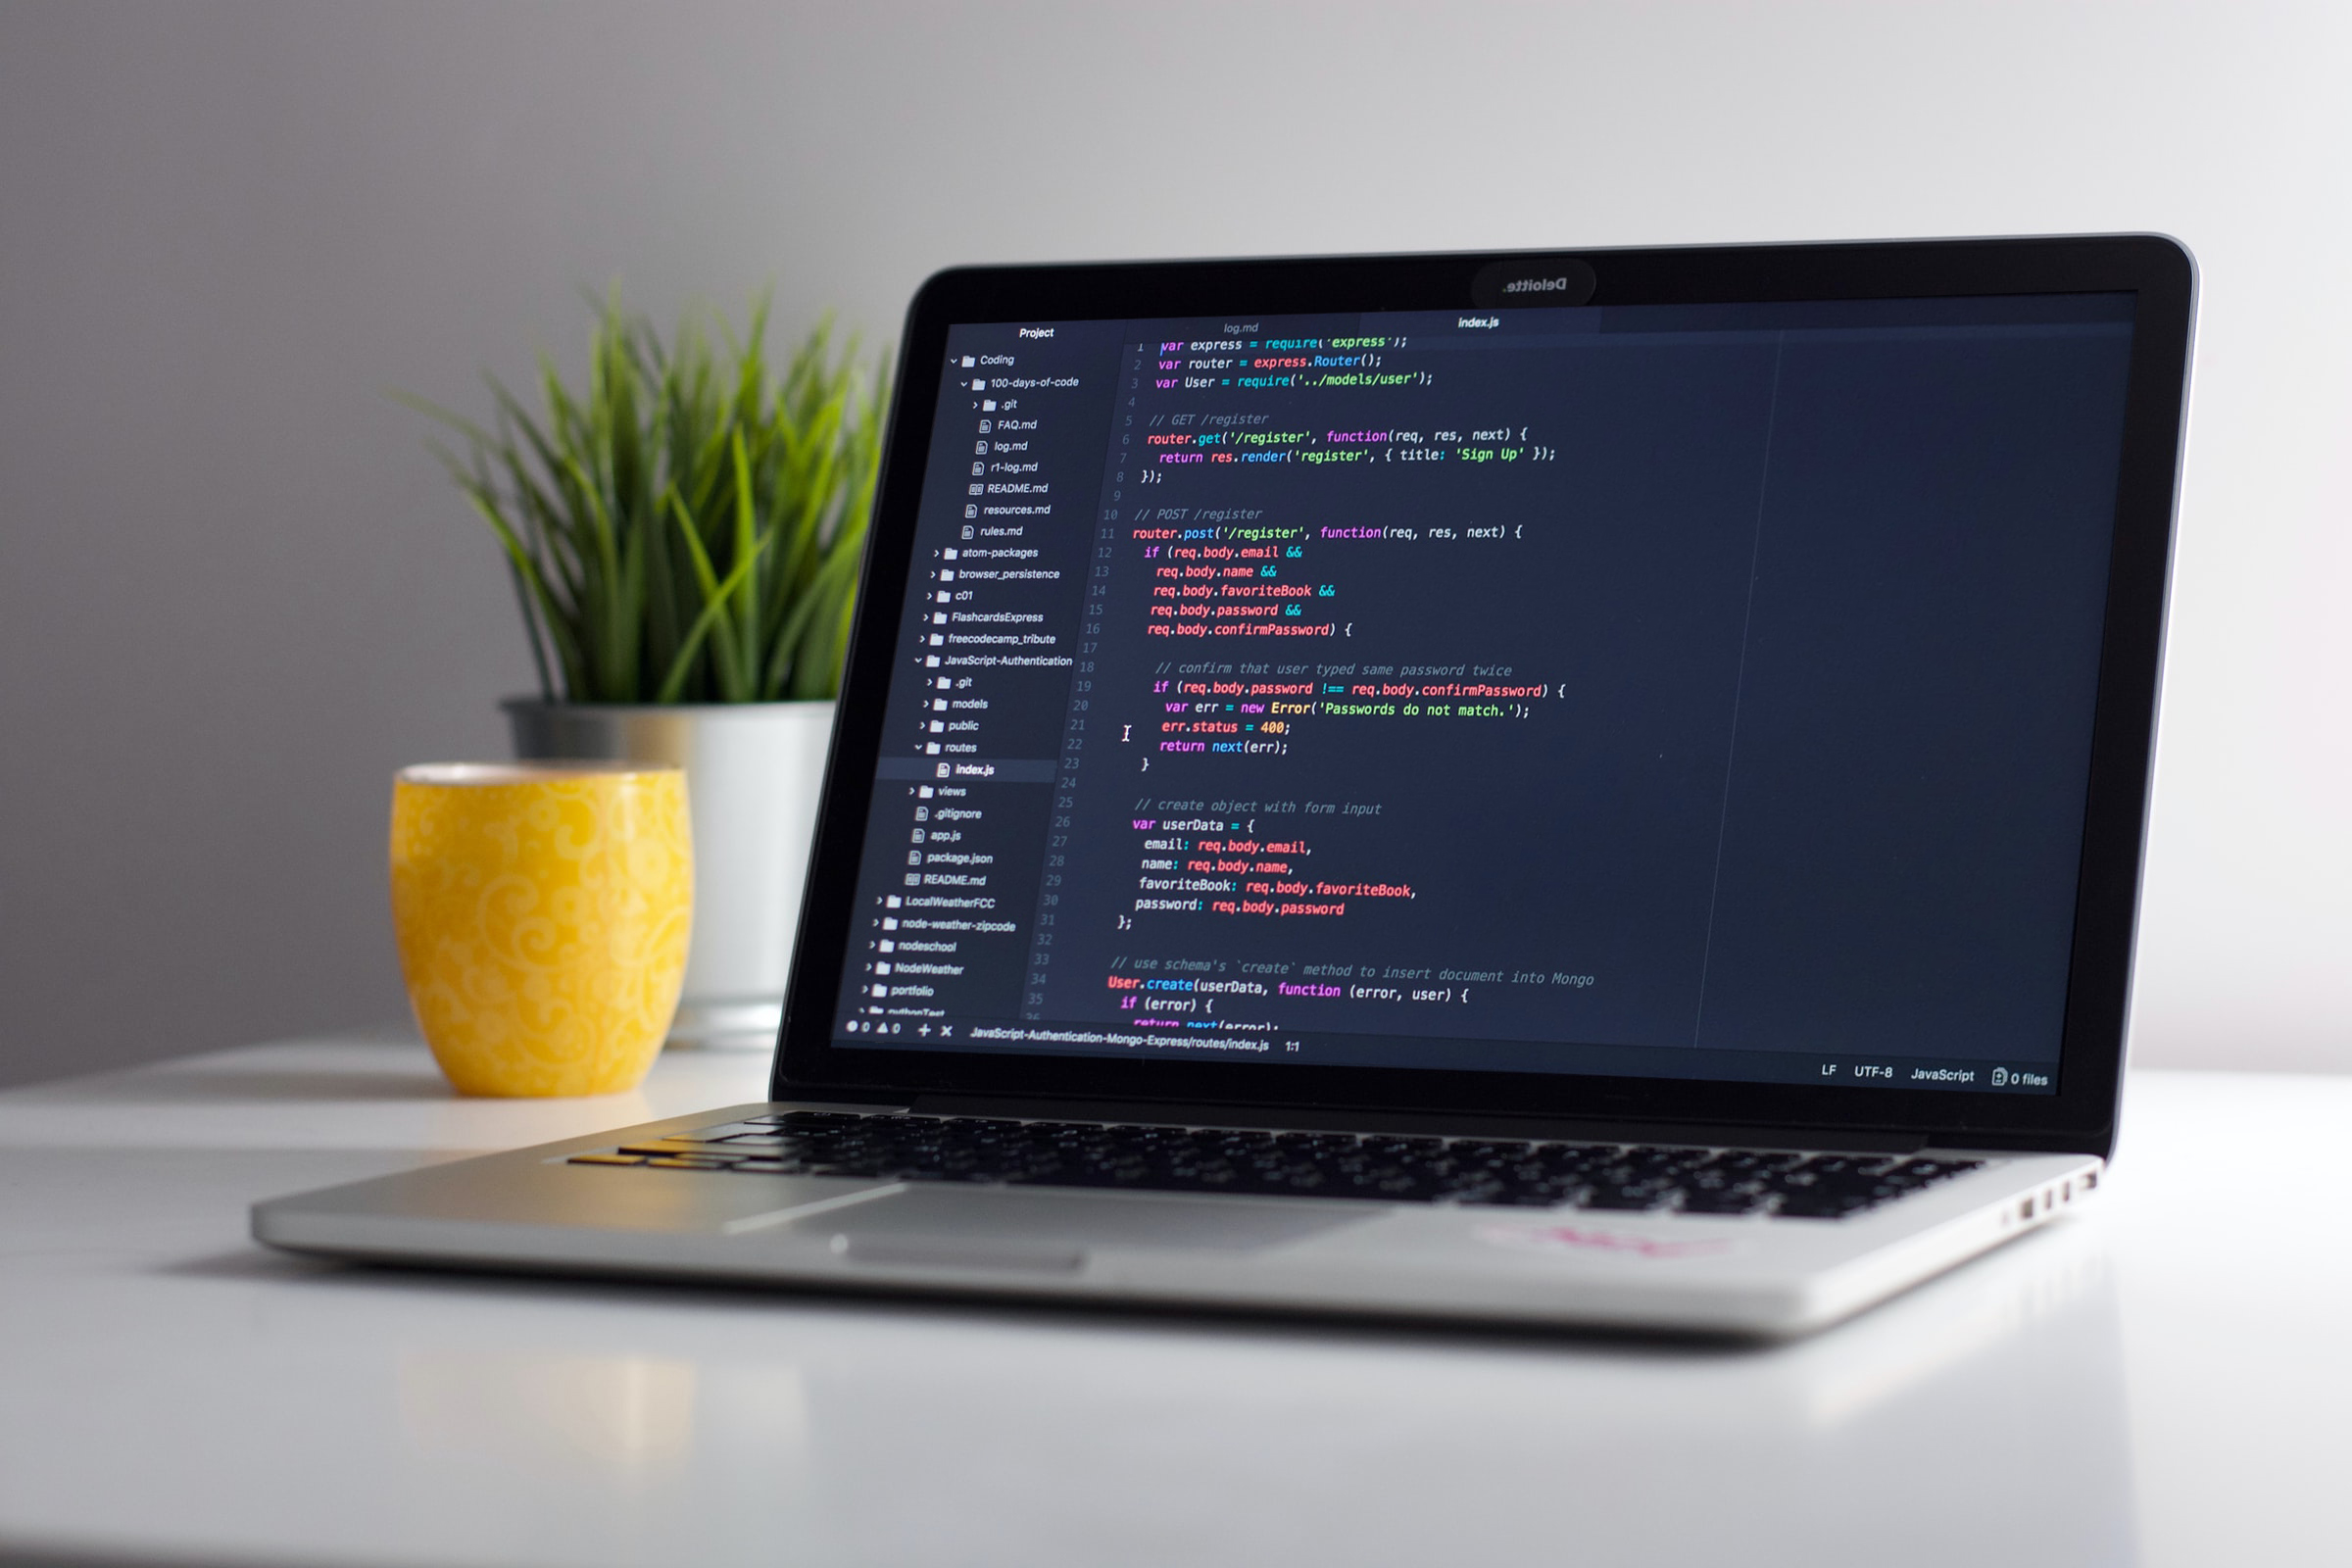 Deloitte.
Project
Coding
100-days-of-code
.git
FAQ.md
log.md
r1-log.md
README.md
resources.md
rules.md
atom-packages
browser_persistence
c01
FlashcardsExpress
freecodecamp_tribute
JavaScript-Authentication
.git
models
public
routes
index.js
views
.gitignore
app.js
package.json
README.md
LocalWeatherFCC
node-weather-zipcode
nodeschool
NodeWeather
portfolio
pythonTest
log.md index.js
1 var express = require('express');
2 var router = express.Router();
3 var User = require('../models/user');
4
5 // GET /register
6 router.get('/register', function(req, res, next) {
7 return res.render('register', { title: 'Sign Up' });
8 });
9
10 // POST /register
11 router.post('/register', function(req, res, next) {
12 if (req.body.email &&
13 req.body.name &&
14 req.body.favoriteBook &&
15 req.body.password &&
16 req.body.confirmPassword) {
17
18 // confirm that user typed same password twice
19 if (req.body.password !== req.body.confirmPassword) {
20 var err = new Error('Passwords do not match.');
21 err.status = 400;
22 return next(err);
23 }
24
25 // create object with form input
26 var userData = {
27 email: req.body.email,
28 name: req.body.name,
29 favoriteBook: req.body.favoriteBook,
30 password: req.body.password
31 };
32
33 // use schema's `create` method to insert document into Mongo
34 User.create(userData, function (error, user) {
35 if (error) {
36 return next(error);
0 0 + × JavaScript-Authentication-Mongo-Express/routes/index.js 1:1
LF UTF-8 JavaScript 0 files